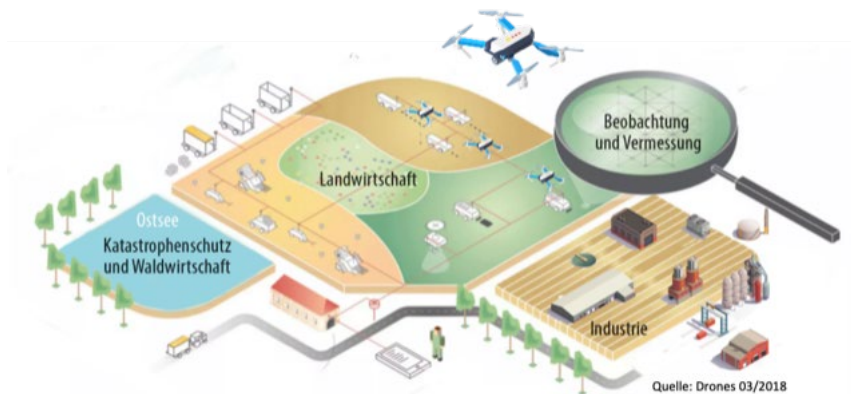 Beobachtung
und Vermessung
Landwirtschaft
Ostsee
Katastrophenschutz
und Waldwirtschaft
Industrie
Quelle: Drones 03/2018